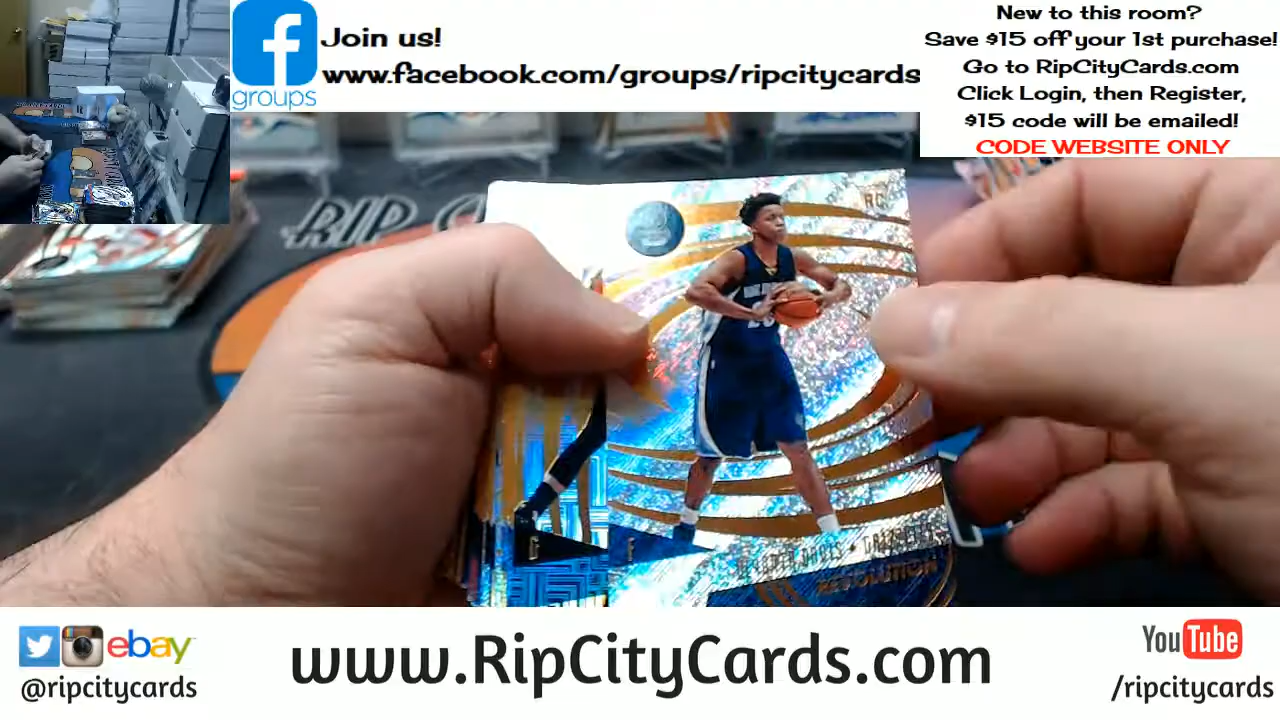 Join us!
www.facebook.com/groups/ripcitycards
groups
New to this room?
Save $15 off your 1st purchase!
Go to RipCityCards.com
Click Login, then Register,
$15 code will be emailed!
CODE WEBSITE ONLY
RIP C
RC
G
F
REVOLUTION
ebay
@ripcitycards
www.RipCityCards.com
YouTube
/ripcitycards